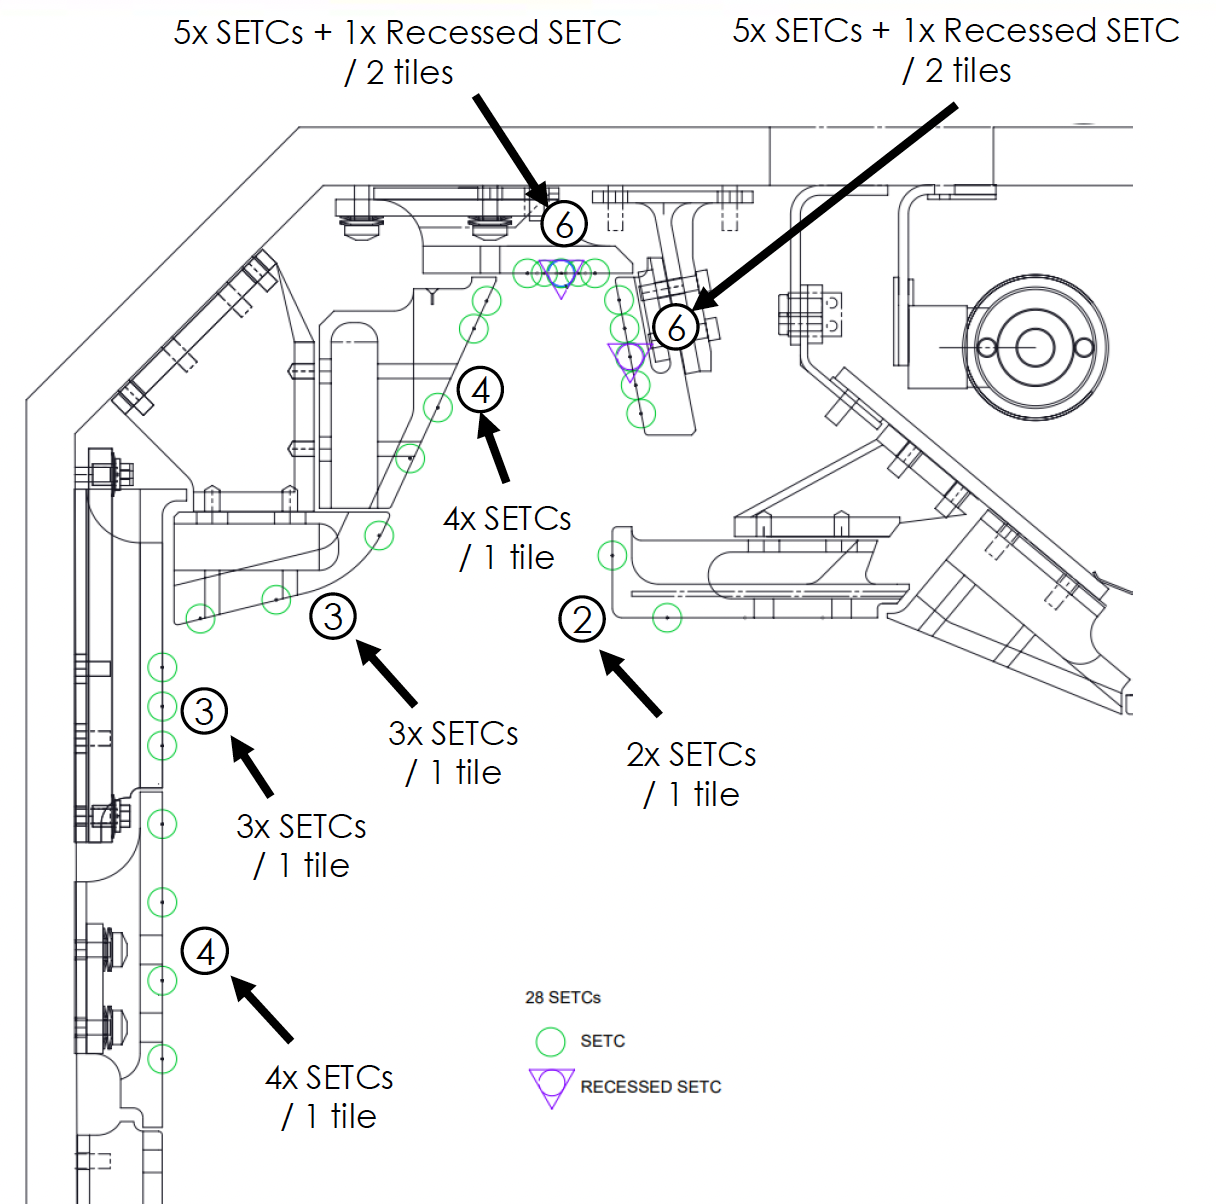 5x SETCs + 1x Recessed SETC
/ 2 tiles
5x SETCs + 1x Recessed SETC
/ 2 tiles
6
6
4
4x SETCs
/ 1 tile
3
2
3x SETCs
/ 1 tile
2x SETCs
/ 1 tile
3
3x SETCs
/ 1 tile
4
4x SETCs
/ 1 tile
28 SETCs
SETC
RECESSED SETC